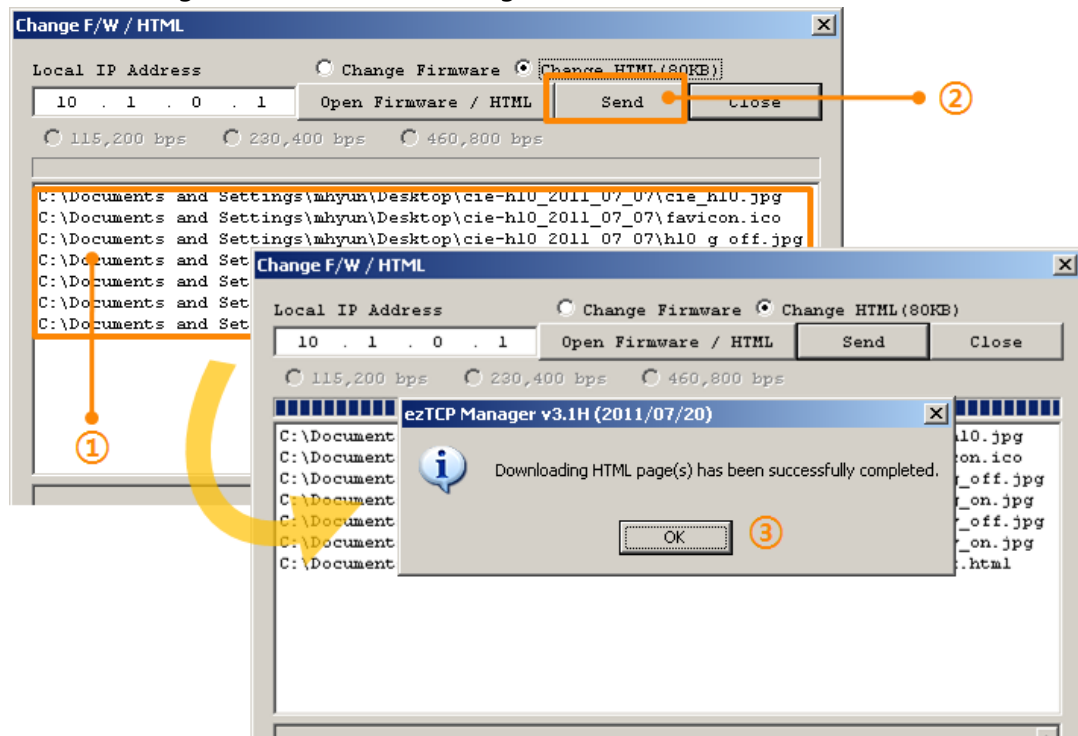 Change F/W / HTML
Local IP Address Change Firmware Change HTML(80KB)
10 . 1 . 0 . 1 Open Firmware / HTML Send Close
②
115,200 bps 230,400 bps 460,800 bps
C:\Documents and Settings\mhyun\Desktop\cie-h10_2011_07_07\cie_h10.jpg
C:\Documents and Settings\mhyun\Desktop\cie-h10_2011_07_07\favicon.ico
C:\Documents and Settings\mhyun\Desktop\cie-h10_2011_07_07\h10_g_off.jpg
C:\Documents and Set
C:\Documents and Set
C:\Documents and Set
C:\Documents and Set
①
Change F/W / HTML
Local IP Address Change Firmware Change HTML(80KB)
10 . 1 . 0 . 1 Open Firmware / HTML Send Close
115,200 bps 230,400 bps 460,800 bps
C:\Document h10.jpg
C:\Document con.ico
C:\Document _off.jpg
C:\Document _on.jpg
C:\Document _off.jpg
C:\Document _on.jpg
C:\Document .html
ezTCP Manager v3.1H (2011/07/20)
Downloading HTML page(s) has been successfully completed.
OK
③